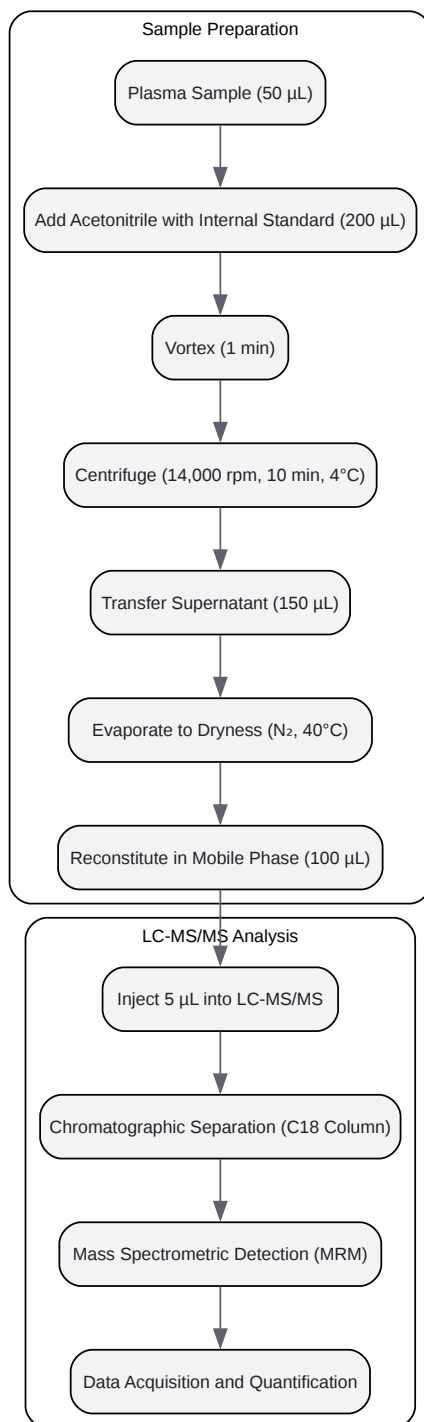 Sample Preparation
Plasma Sample (50 µL)
Add Acetonitrile with Internal Standard (200 µL)
Vortex (1 min)
Centrifuge (14,000 rpm, 10 min, 4°C)
Transfer Supernatant (150 µL)
Evaporate to Dryness (N₂, 40°C)
Reconstitute in Mobile Phase (100 µL)
LC-MS/MS Analysis
Inject 5 µL into LC-MS/MS
Chromatographic Separation (C18 Column)
Mass Spectrometric Detection (MRM)
Data Acquisition and Quantification